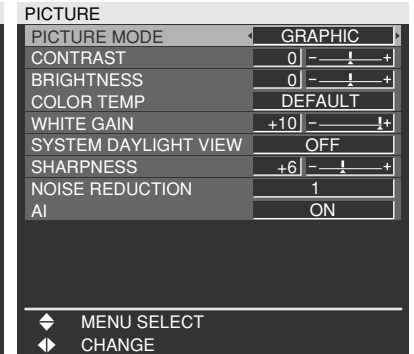 PICTURE
PICTURE MODE GRAPHIC
CONTRAST 0 - +
BRIGHTNESS 0 - +
COLOR TEMP DEFAULT
WHITE GAIN +10 - +
SYSTEM DAYLIGHT VIEW OFF
SHARPNESS +6 - +
NOISE REDUCTION 1
AI ON
MENU SELECT
CHANGE